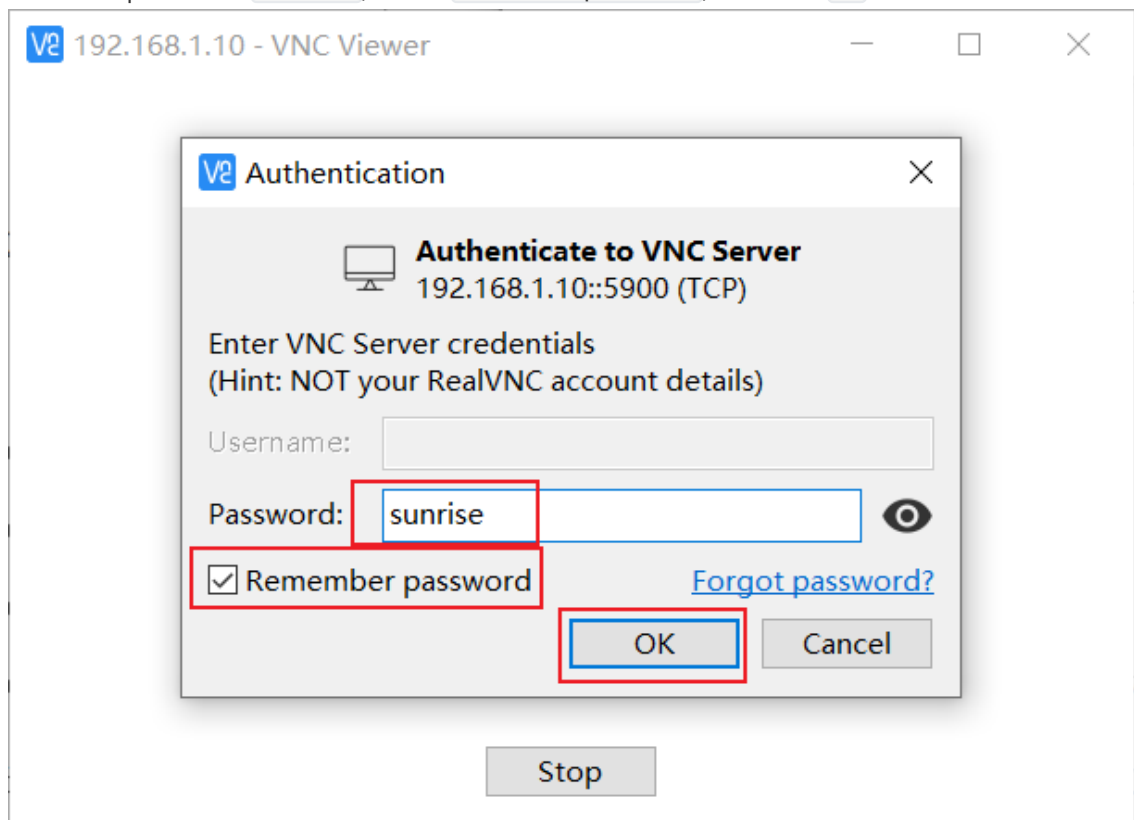 192.168.1.10 - VNC Viewer
Authentication
Authenticate to VNC Server
192.168.1.10::5900 (TCP)
Enter VNC Server credentials
(Hint: NOT your RealVNC account details)
Username:
Password: sunrise
Remember password Forgot password?
OK Cancel
Stop